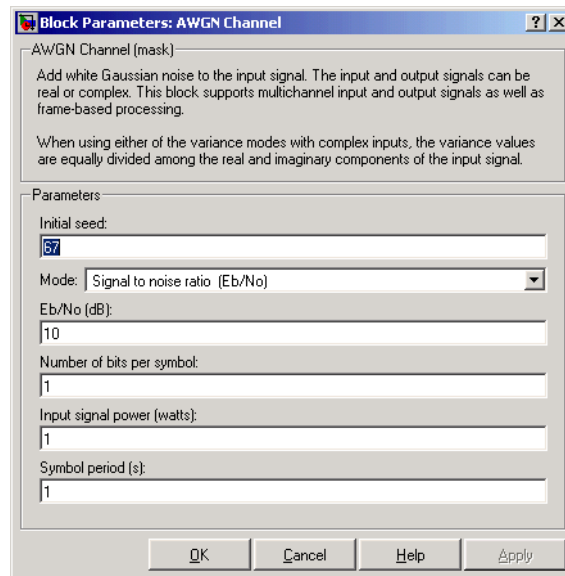 Block Parameters: AWGN Channel
AWGN Channel (mask)
Add white Gaussian noise to the input signal. The input and output signals can be
real or complex. This block supports multichannel input and output signals as well as
frame-based processing.
When using either of the variance modes with complex inputs, the variance values
are equally divided among the real and imaginary components of the input signal.
Parameters
Initial seed:
67
Mode: Signal to noise ratio (Eb/No)
Eb/No (dB):
10
Number of bits per symbol:
1
Input signal power (watts):
1
Symbol period (s):
1
OK Cancel Help Apply